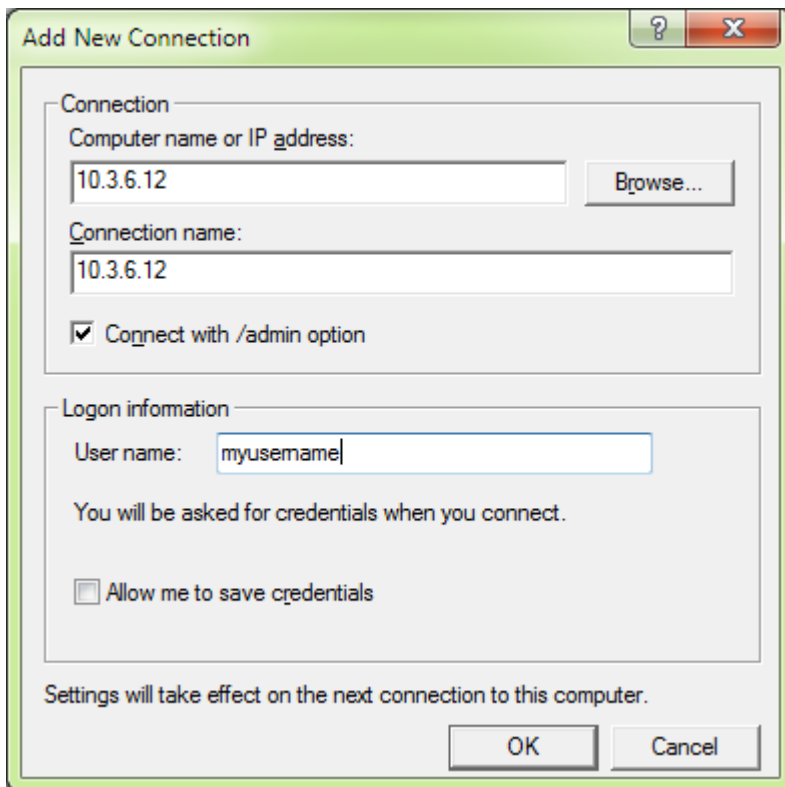 Add New Connection
Connection
Computer name or IP address:
10.3.6.12
Browse...
Connection name:
10.3.6.12
Connect with /admin option
Logon information
User name: myusername
You will be asked for credentials when you connect.
Allow me to save credentials
Settings will take effect on the next connection to this computer.
OK Cancel